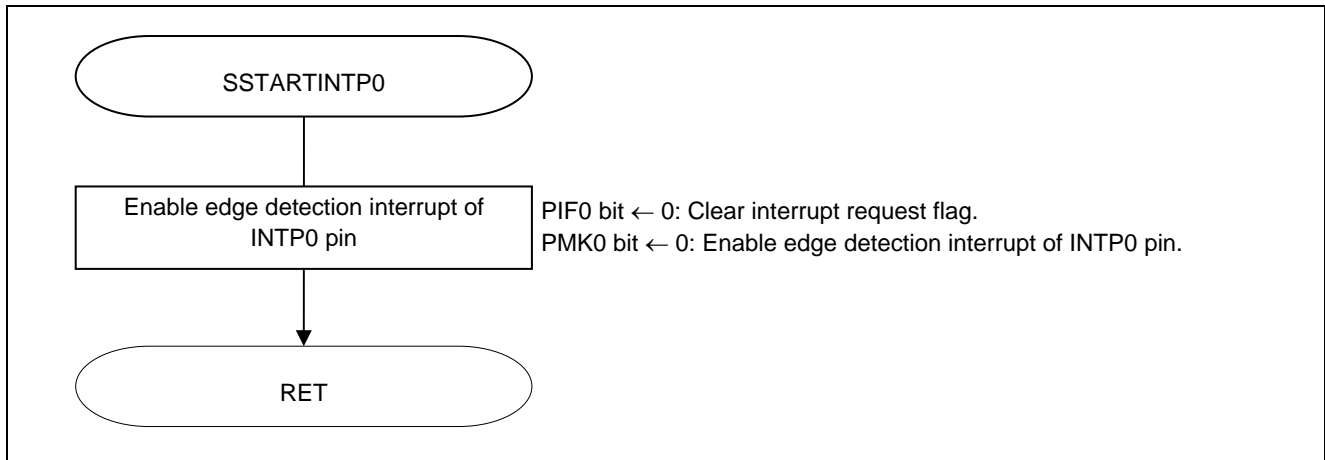 SSTARTINTP0
Enable edge detection interrupt of
INTP0 pin
PIF0 bit ← 0: Clear interrupt request flag.
PMK0 bit ← 0: Enable edge detection interrupt of INTP0 pin.
RET